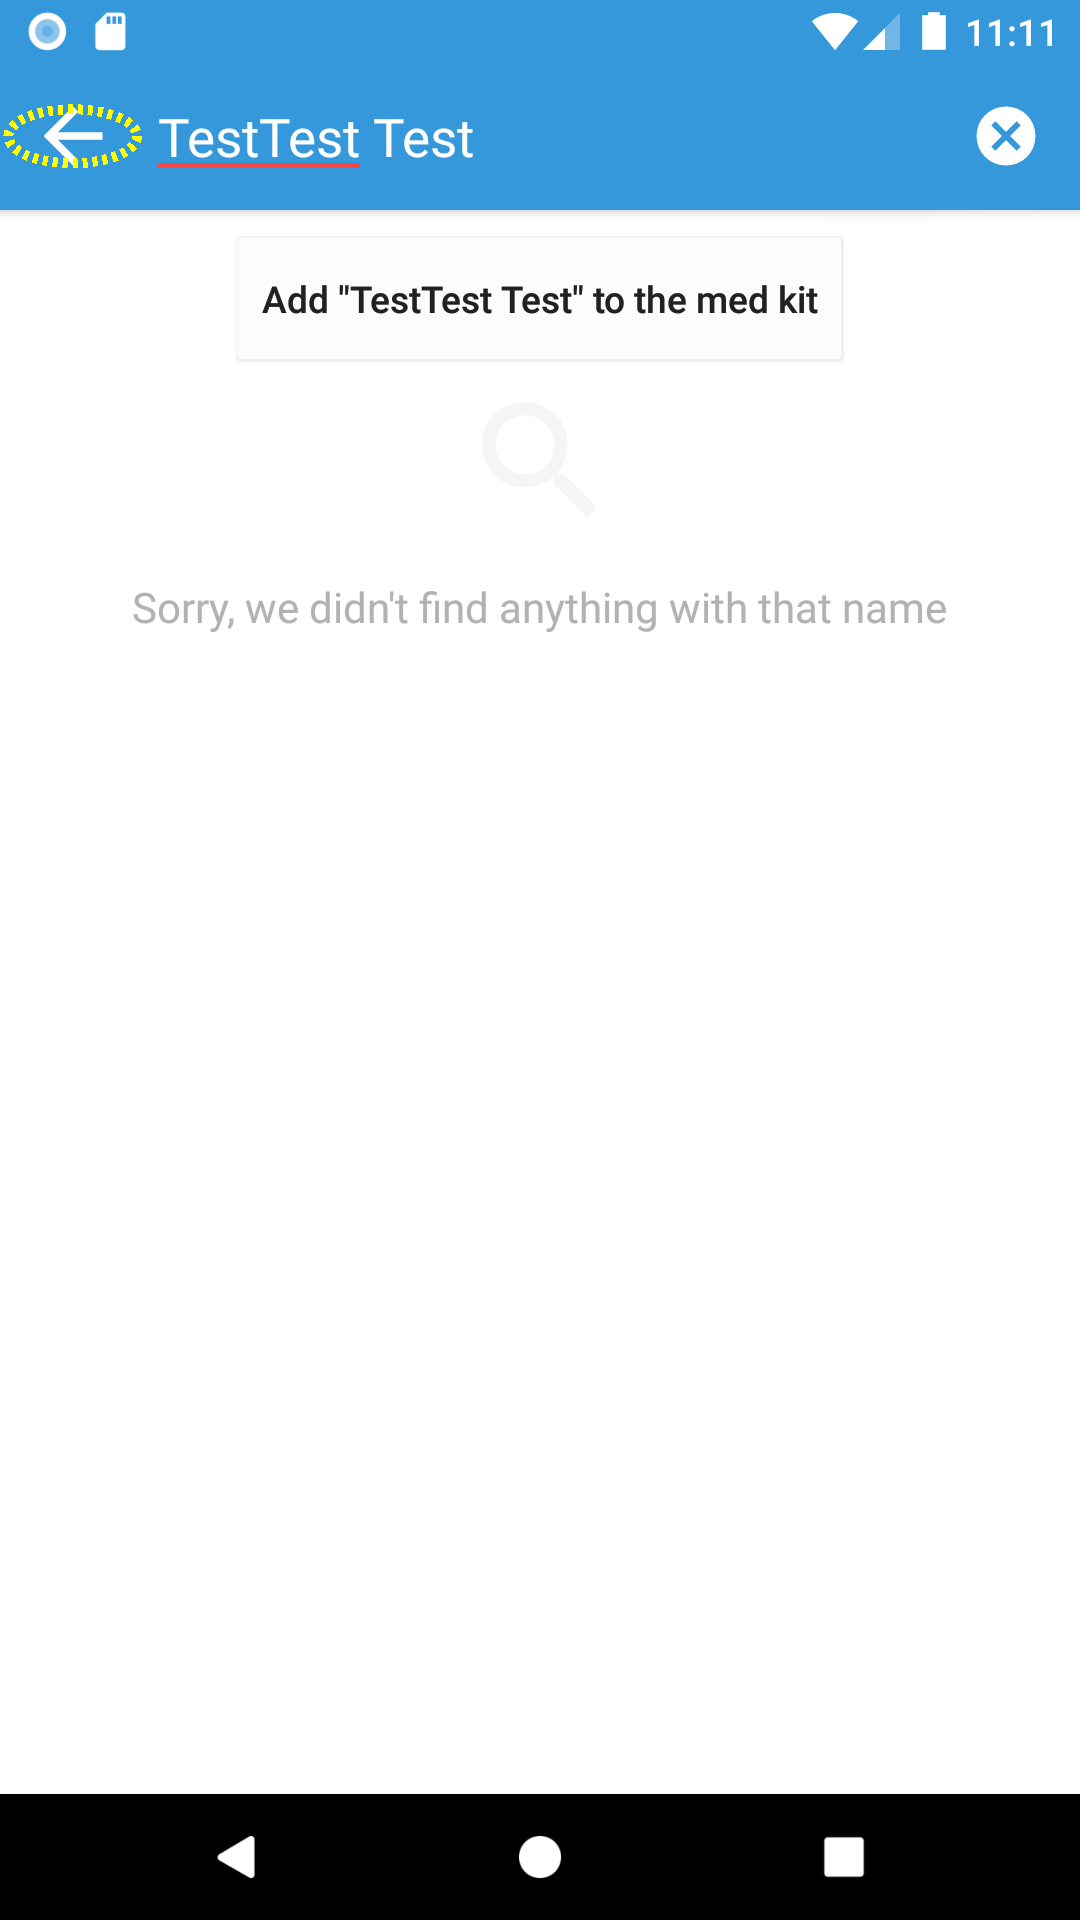 11:11
TestTest Test
Add "TestTest Test" to the med kit
Sorry, we didn't find anything with that name